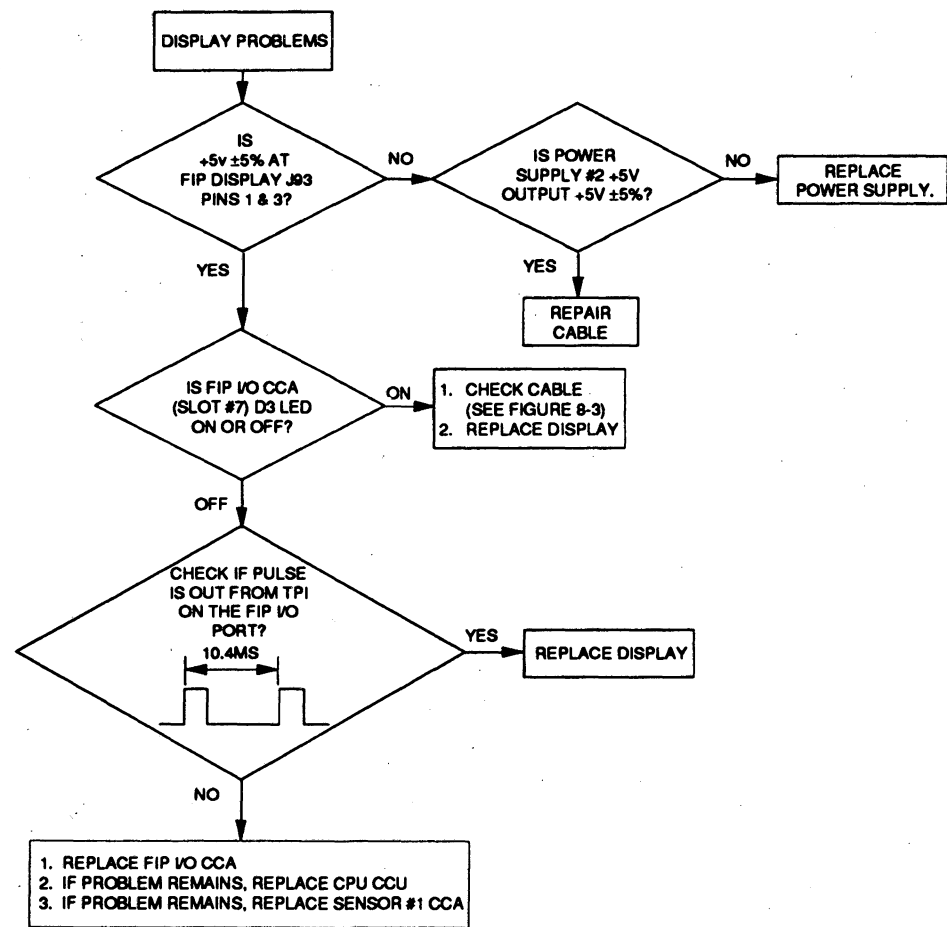 DISPLAY PROBLEMS
IS
+5v ±5% AT
FIP DISPLAY J93
PINS 1 & 3?
NO
IS POWER
SUPPLY #2 +5V
OUTPUT +5V ±5%?
NO
REPLACE
POWER SUPPLY.
YES
YES
REPAIR
CABLE
IS FIP I/O CCA
(SLOT #7) D3 LED
ON OR OFF?
ON
1. CHECK CABLE
(SEE FIGURE 8-3)
2. REPLACE DISPLAY
OFF
CHECK IF PULSE
IS OUT FROM TPI
ON THE FIP I/O
PORT?
10.4MS
YES
REPLACE DISPLAY
NO
1. REPLACE FIP I/O CCA
2. IF PROBLEM REMAINS, REPLACE CPU CCU
3. IF PROBLEM REMAINS, REPLACE SENSOR #1 CCA